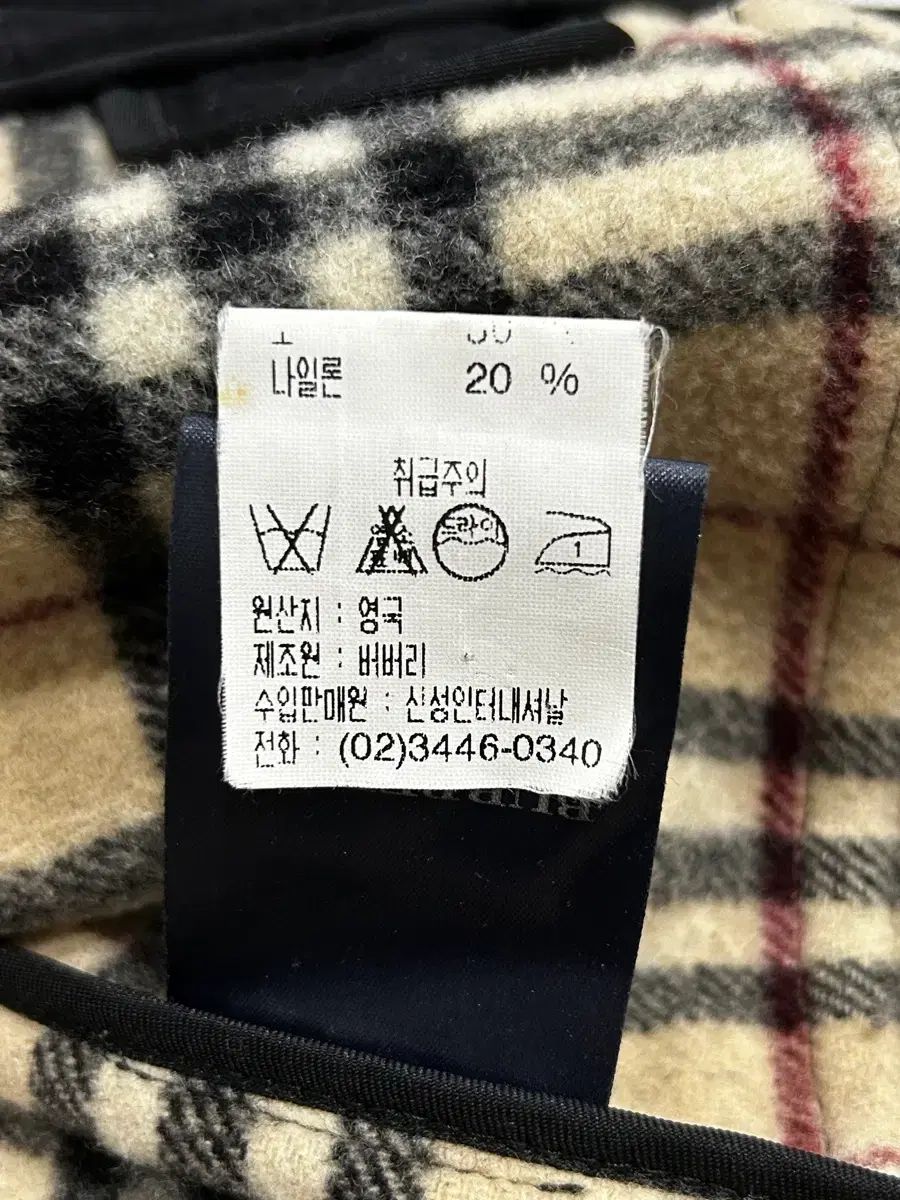 나일론 20 %
취급주의
드라이
1
원산지 : 영국
제조원 : 버버리
수입판매원 : 신성인터내셔날
전화 : (02)3446-0340